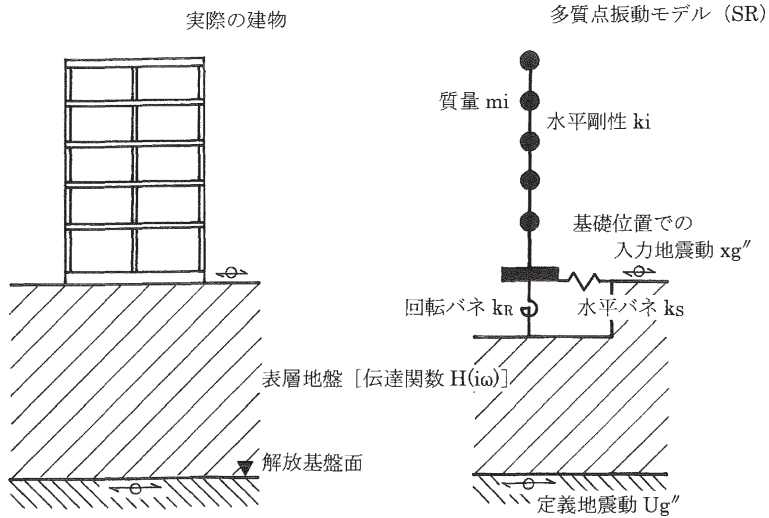 実際の建物
多質点振動モデル（SR）
質量 mi
水平剛性 ki
基礎位置での
入力地震動 xg″
回転バネ kR
水平バネ kS
表層地盤［伝達関数 H(iω)］
解放基盤面
定義地震動 Ug″